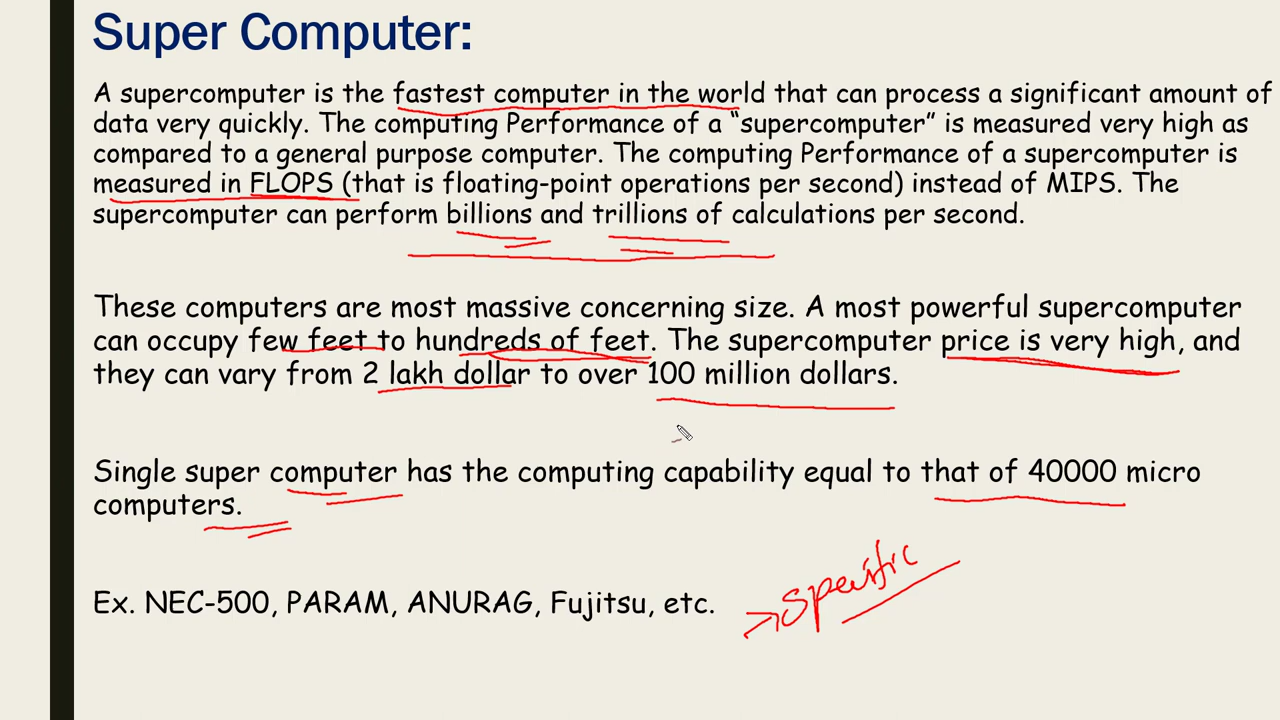 Super Computer:
A supercomputer is the fastest computer in the world that can process a significant amount of
data very quickly. The computing Performance of a “supercomputer” is measured very high as
compared to a general purpose computer. The computing Performance of a supercomputer is
measured in FLOPS (that is floating-point operations per second) instead of MIPS. The
supercomputer can perform billions and trillions of calculations per second.
These computers are most massive concerning size. A most powerful supercomputer
can occupy few feet to hundreds of feet. The supercomputer price is very high, and
they can vary from 2 lakh dollar to over 100 million dollars.
Single super computer has the computing capability equal to that of 40000 micro
computers.
Ex. NEC-500, PARAM, ANURAG, Fujitsu, etc.
specific